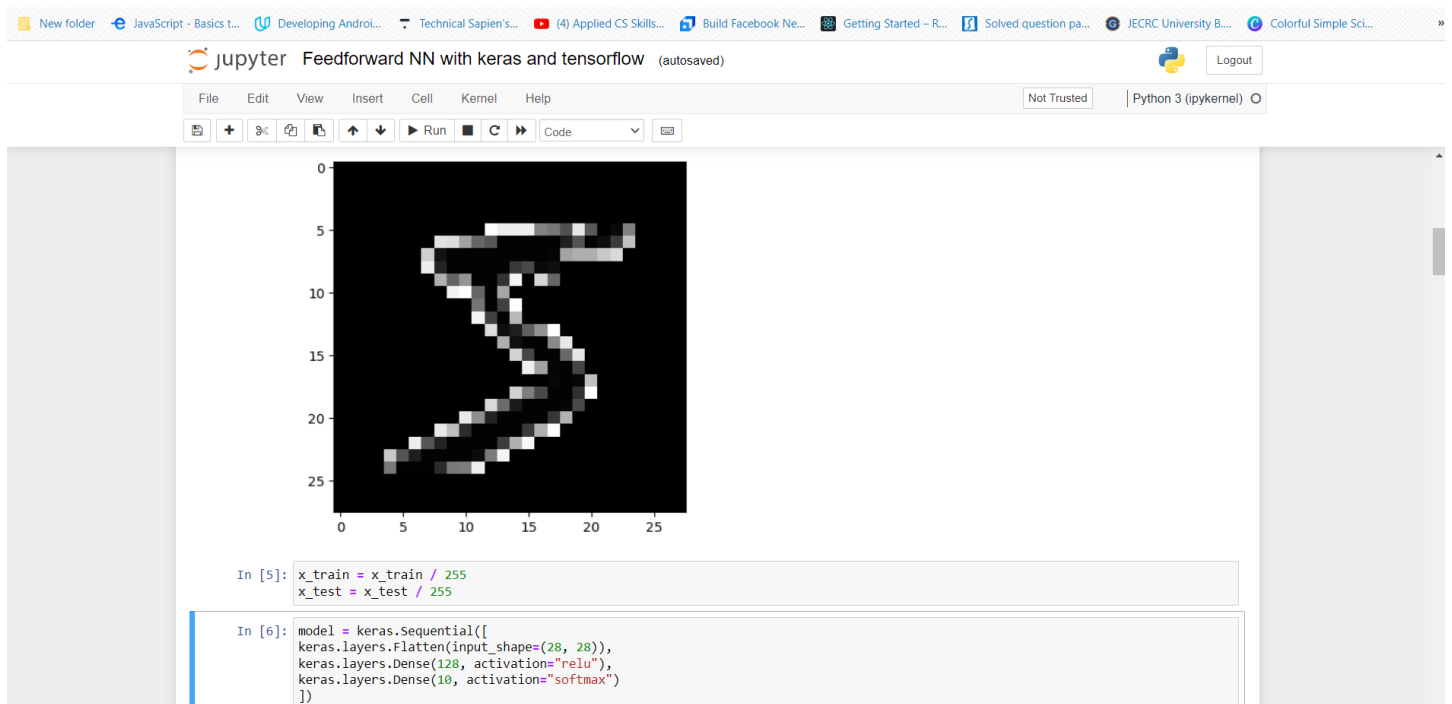 New folder JavaScript - Basics t... Developing Androi... Technical Sapien's... (4) Applied CS Skills... Build Facebook Ne... Getting Started – R... Solved question pa... JECRC University B.... Colorful Simple Sci... »
jupyter Feedforward NN with keras and tensorflow (autosaved) Logout
File Edit View Insert Cell Kernel Help Not Trusted Python 3 (ipykernel)
Run Code
0
5
10
15
20
25
0 5 10 15 20 25
In [5]: x_train = x_train / 255
x_test = x_test / 255
In [6]: model = keras.Sequential([
keras.layers.Flatten(input_shape=(28, 28)),
keras.layers.Dense(128, activation="relu"),
keras.layers.Dense(10, activation="softmax")
])